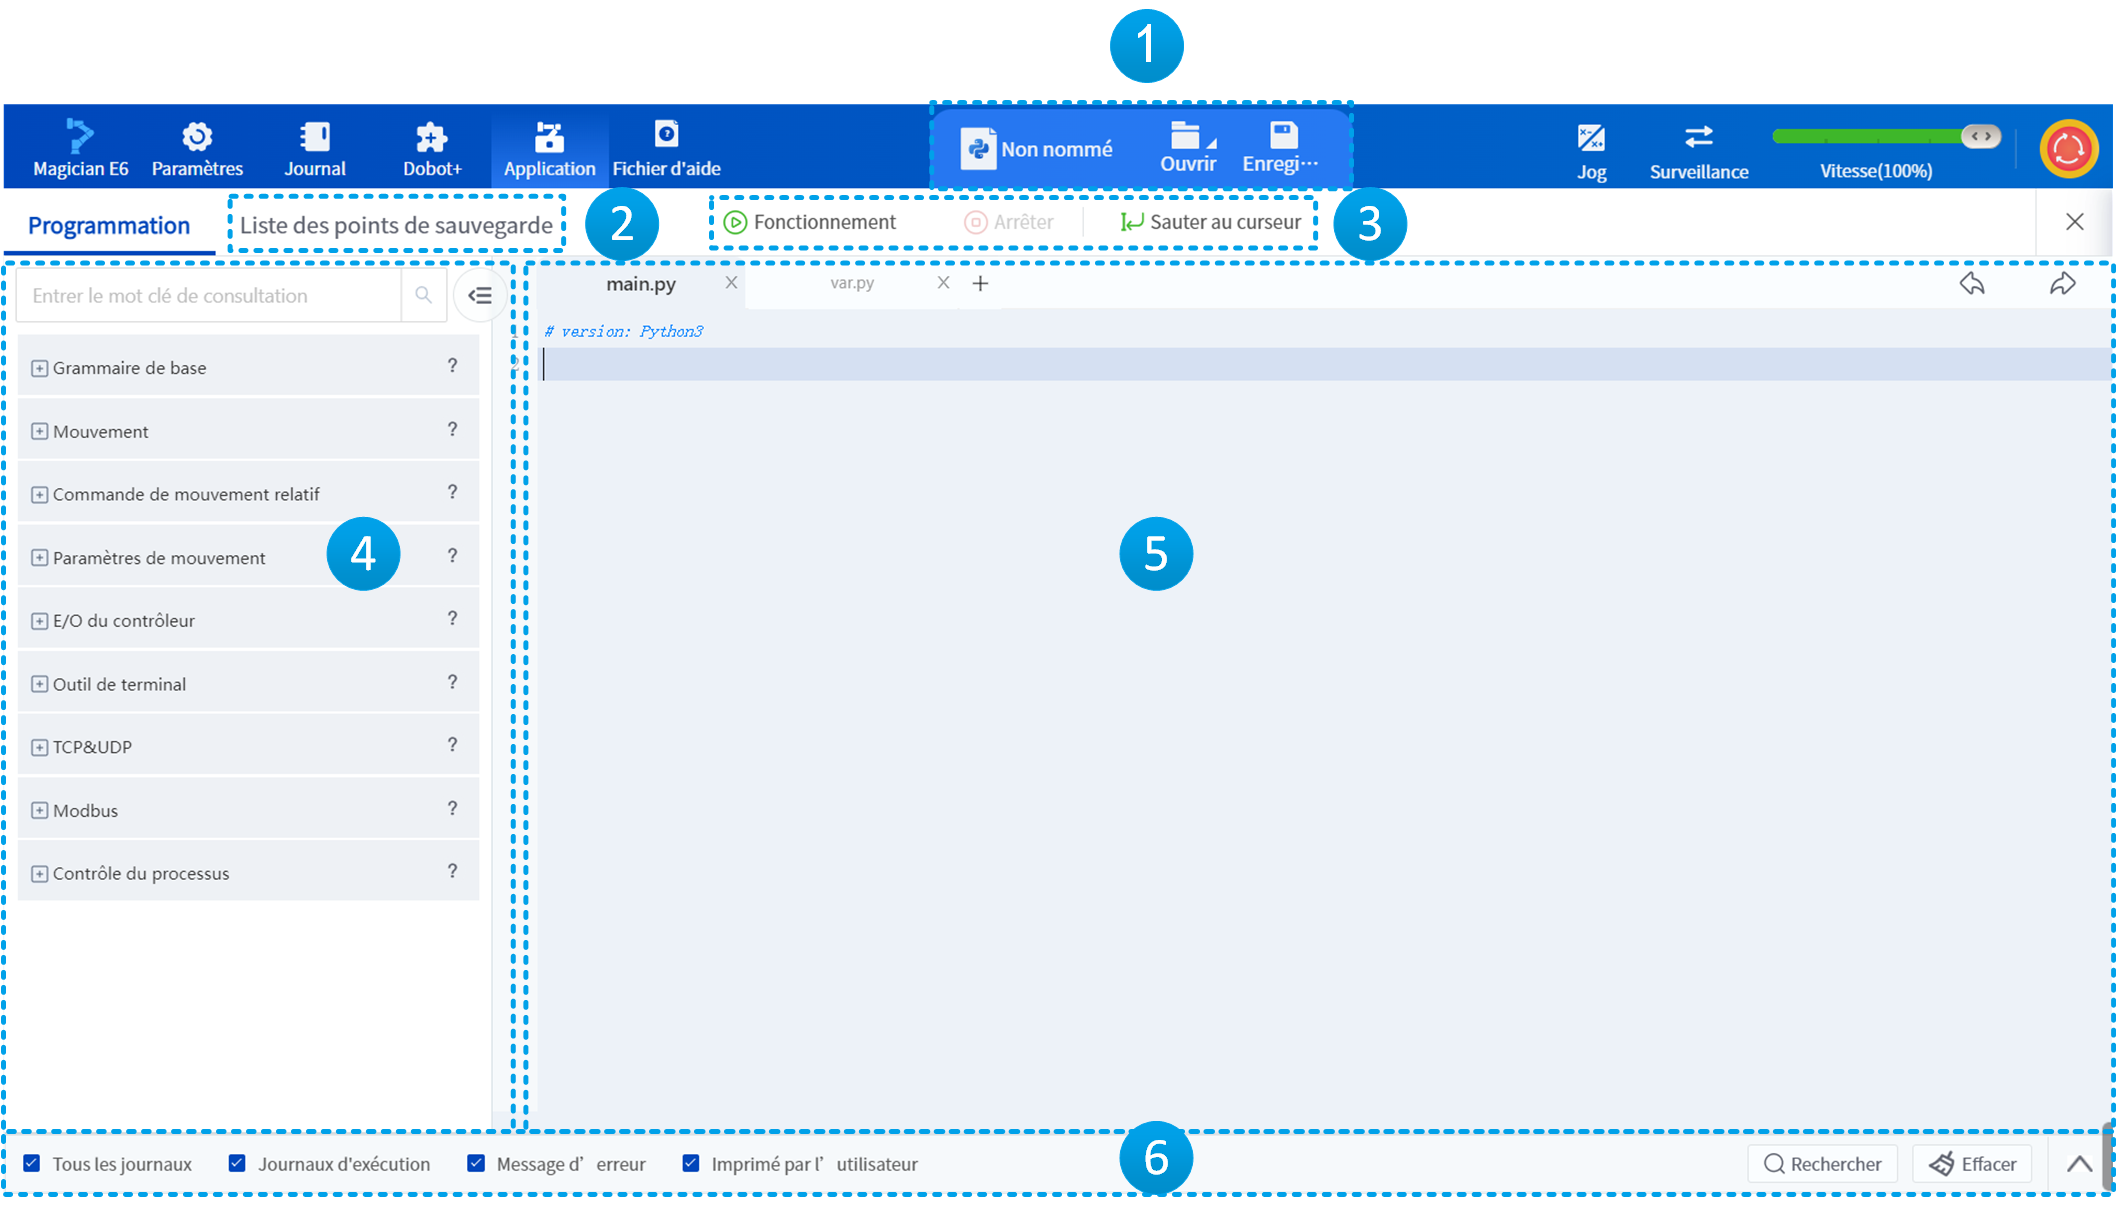 1
Magician E6
Paramètres
Journal
Dobot+
Application
Fichier d'aide
Non nommé
Ouvrir
Enregi···
Jog
Surveillance
Vitesse(100%)
Programmation
Liste des points de sauvegarde
2
Fonctionnement
Arrêter
Sauter au curseur
3
Entrer le mot clé de consultation
main.py
var.py
1
# version: Python3
2
Grammaire de base ?
Mouvement ?
Commande de mouvement relatif ?
Paramètres de mouvement ?
4
5
E/O du contrôleur ?
Outil de terminal ?
TCP&UDP ?
Modbus ?
Contrôle du processus ?
6
Tous les journaux
Journaux d'exécution
Message d’ erreur
Imprimé par l’ utilisateur
Rechercher
Effacer